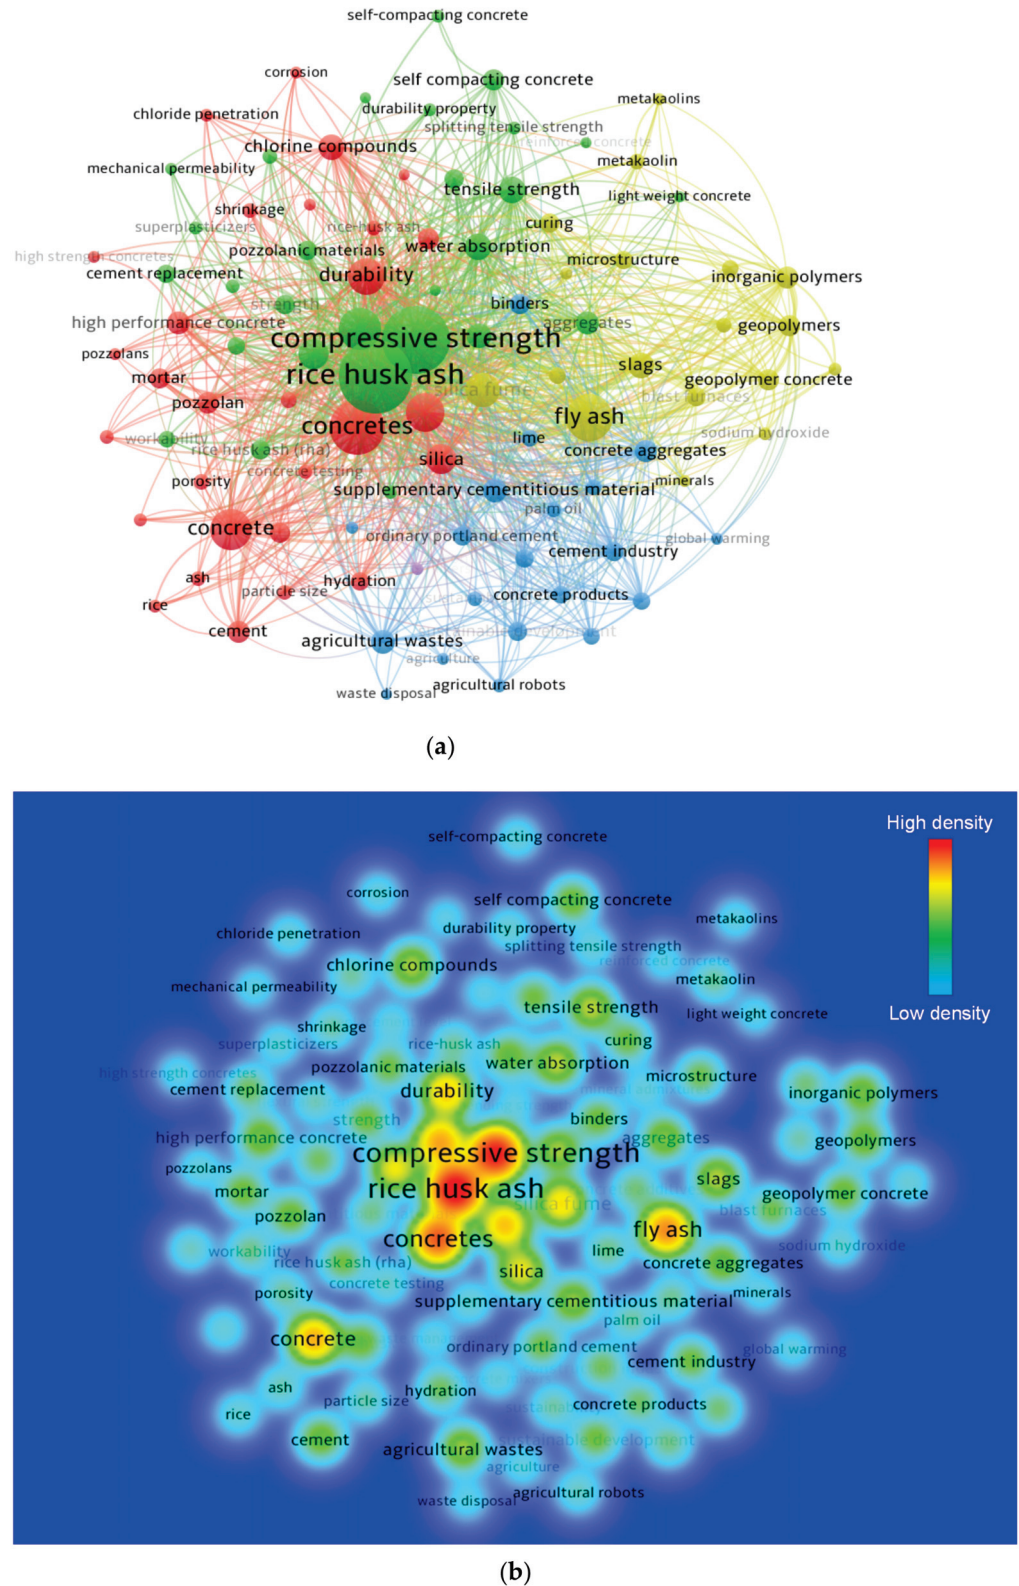 self-compacting concrete
corrosion
self compacting concrete
metakaolins
chloride penetration
durability property
splitting tensile strength
reinforced concrete
chlorine compounds
metakaolin
mechanical permeability
tensile strength
light weight concrete
shrinkage
curing
superplasticizers
rice-husk ash
pozzolanic materials
water absorption
high strength concretes
microstructure
cement replacement
durability
inorganic polymers
strength
binders
high performance concrete
aggregates
geopolymers
compressive strength
pozzolans
slags
mortar
rice husk ash
geopolymer concrete
silica fume
blast furnaces
pozzolan
fly ash
concretes
sodium hydroxide
workability
lime
rice husk ash (rha)
concrete aggregates
silica
concrete testing
porosity
minerals
supplementary cementitious material
palm oil
concrete
ordinary portland cement
global warming
cement industry
ash
hydration
particle size
concrete products
rice
cement
sustainable development
agricultural wastes
agriculture
waste disposal
agricultural robots
(a)
High density
Low density
self-compacting concrete
corrosion
self compacting concrete
metakaolins
chloride penetration
durability property
splitting tensile strength
reinforced concrete
chlorine compounds
metakaolin
mechanical permeability
tensile strength
light weight concrete
shrinkage
curing
superplasticizers
rice-husk ash
pozzolanic materials
water absorption
high strength concretes
microstructure
cement replacement
durability
mineral admixtures
inorganic polymers
strength
binders
high performance concrete
aggregates
geopolymers
compressive strength
pozzolans
slags
mortar
rice husk ash
geopolymer concrete
silica fume
blast furnaces
pozzolan
fly ash
concretes
sodium hydroxide
workability
lime
rice husk ash (rha)
concrete aggregates
silica
concrete testing
porosity
minerals
supplementary cementitious material
palm oil
concrete
ordinary portland cement
global warming
cement industry
ash
hydration
particle size
concrete products
sustainability
rice
cement
sustainable development
agricultural wastes
agriculture
waste disposal
agricultural robots
(b)